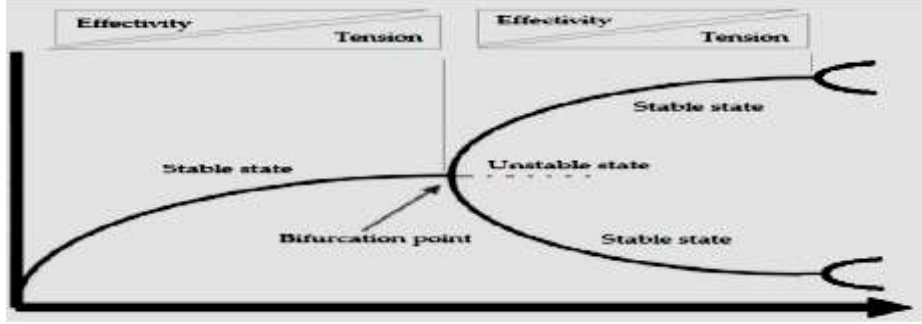 Effectivity
Tension
Effectivity
Tension
Stable state
Stable state
Unstable state
Bifurcation point
Stable state